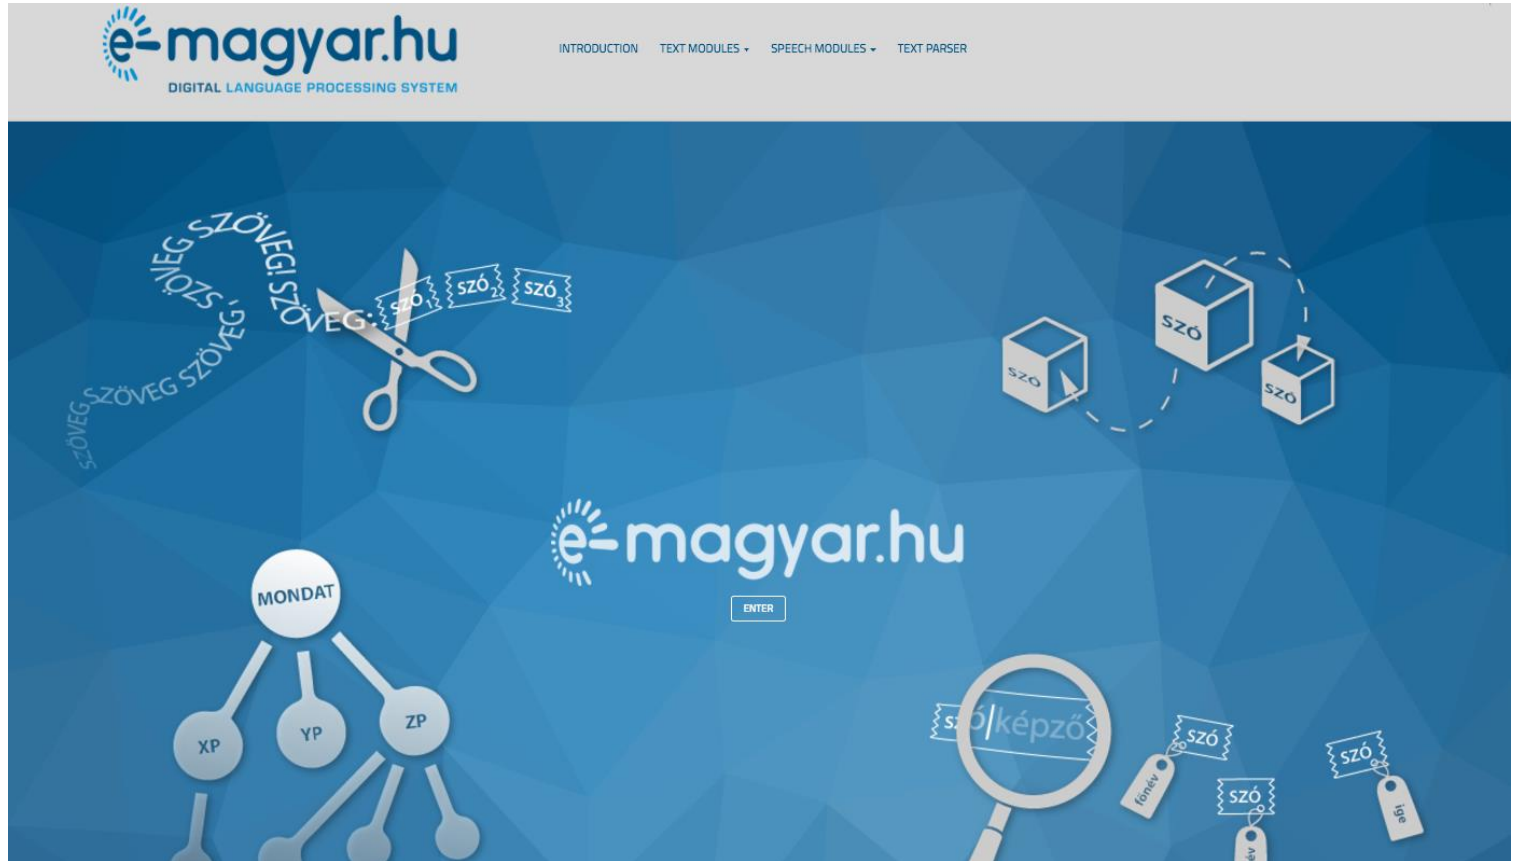 e-magyar.hu
DIGITAL LANGUAGE PROCESSING SYSTEM
INTRODUCTION TEXT MODULES SPEECH MODULES TEXT PARSER
SZÖVEG SZÖVEG SZÖVEG, SZÖVEG SZÖVEG! SZÖVEG:
szó1 szó2 szó3
szó
szó
szó
e-magyar.hu
ENTER
MONDAT
XP YP ZP
szó|képző
szó
főnév
szó
szó
ige